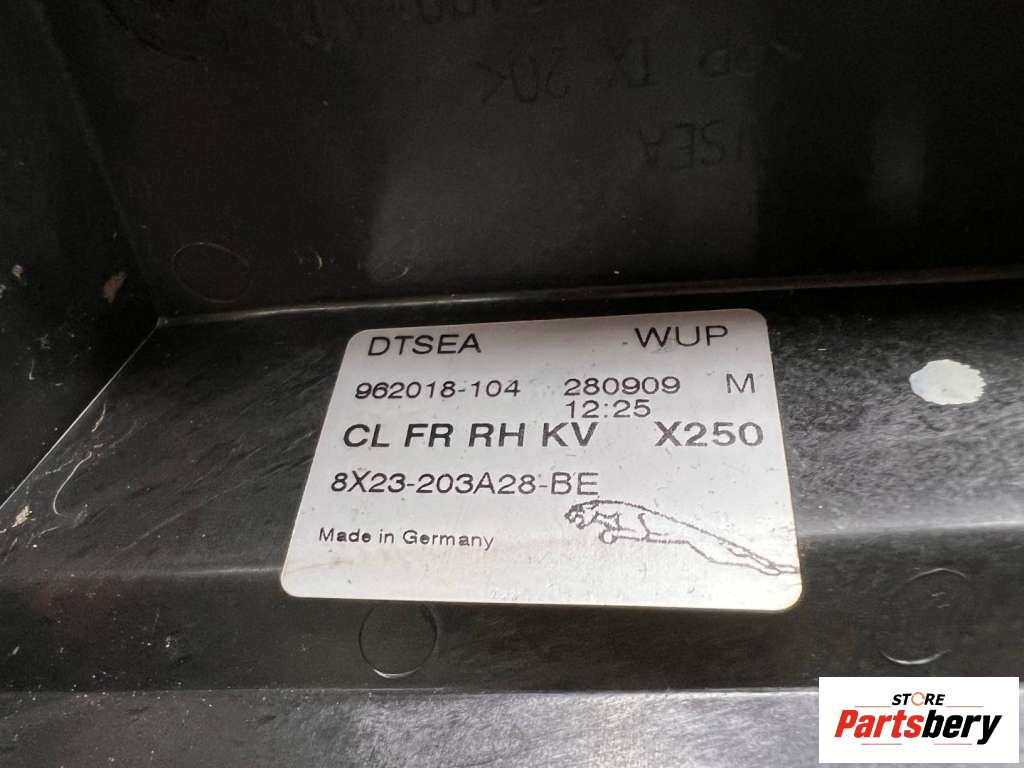 DTSEA WUP
962018-104 280909 M
12:25
CL FR RH KV X250
8X23-203A28-BE
Made in Germany
STORE
Partsbery